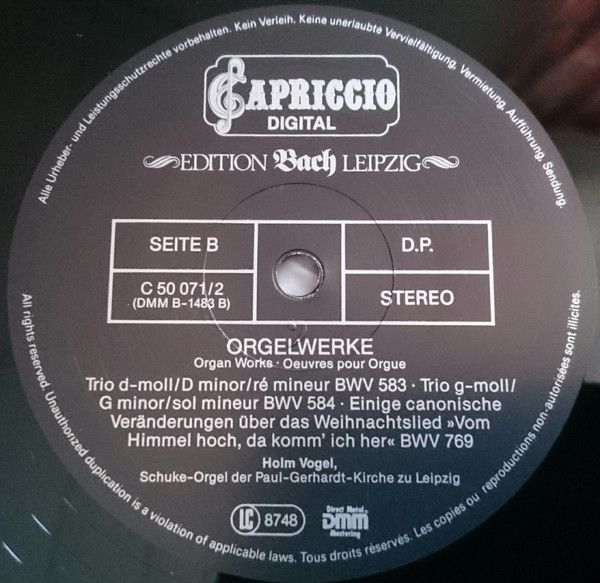 Alle Urheber- und Leistungsschutzrechte vorbehalten. Kein Verleih. Keine unerlaubte Vervielfältigung, Vermietung, Aufführung, Sendung.
CAPRICCIO
DIGITAL
EDITION Bach LEIPZIG
SEITE B
D.P.
C 50 071/2
(DMM B-1483 B)
STEREO
ORGELWERKE
Organ Works · Oeuvres pour Orgue
Trio d-moll/D minor/ré mineur BWV 583 · Trio g-moll/
G minor/sol mineur BWV 584 · Einige canonische
Veränderungen über das Weihnachtslied »Vom
Himmel hoch, da komm' ich her« BWV 769
Holm Vogel,
Schuke-Orgel der Paul-Gerhardt-Kirche zu Leipzig
LC 8748
Direct Metal
DMM
Mastering
All rights reserved. Unauthorized duplication is a violation of applicable laws. Tous droits réservés. Les copies ou reproductions non-autorisées sont illicites.